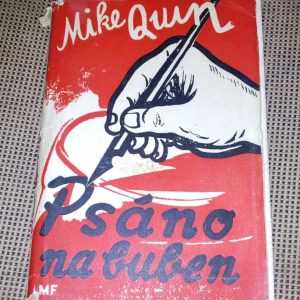 Mike Quin
Psáno
na buben
MF